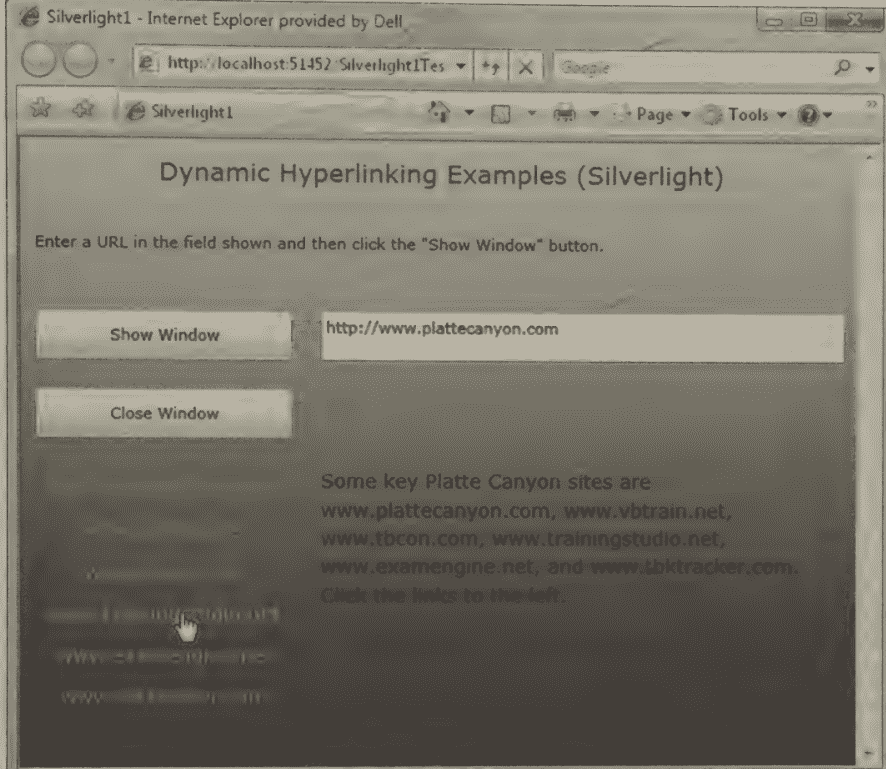 Silverlight1 - Internet Explorer provided by Dell
http://localhost:51452/Silverlight1Tes
Google
Silverlight1
Page
Tools
Dynamic Hyperlinking Examples (Silverlight)
Enter a URL in the field shown and then click the "Show Window" button.
Show Window
http://www.plattecanyon.com
Close Window
Some key Platte Canyon sites are
www.plattecanyon.com, www.vbtrain.net,
www.tbcon.com, www.trainingstudio.net,
www.examengine.net, and www.tbktracker.com.
Click the links to the left.